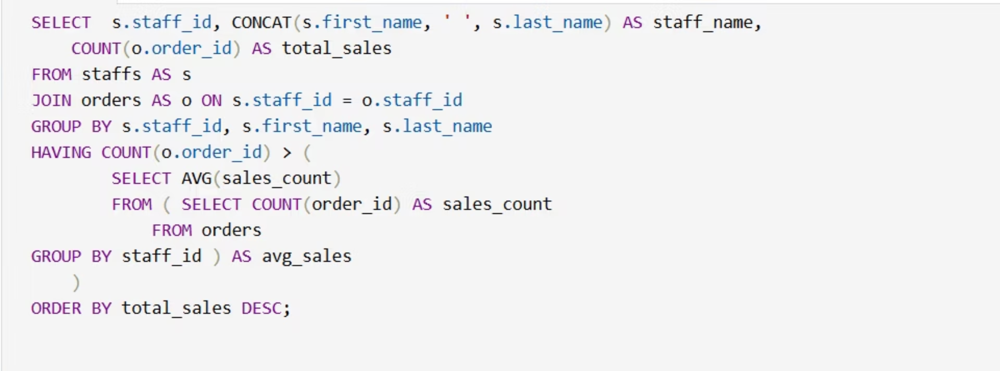 SELECT  s.staff_id, CONCAT(s.first_name, ' ', s.last_name) AS staff_name,
    COUNT(o.order_id) AS total_sales
FROM staffs AS s
JOIN orders AS o ON s.staff_id = o.staff_id
GROUP BY s.staff_id, s.first_name, s.last_name
HAVING COUNT(o.order_id) > (
        SELECT AVG(sales_count)
        FROM ( SELECT COUNT(order_id) AS sales_count
            FROM orders
GROUP BY staff_id ) AS avg_sales
    )
ORDER BY total_sales DESC;